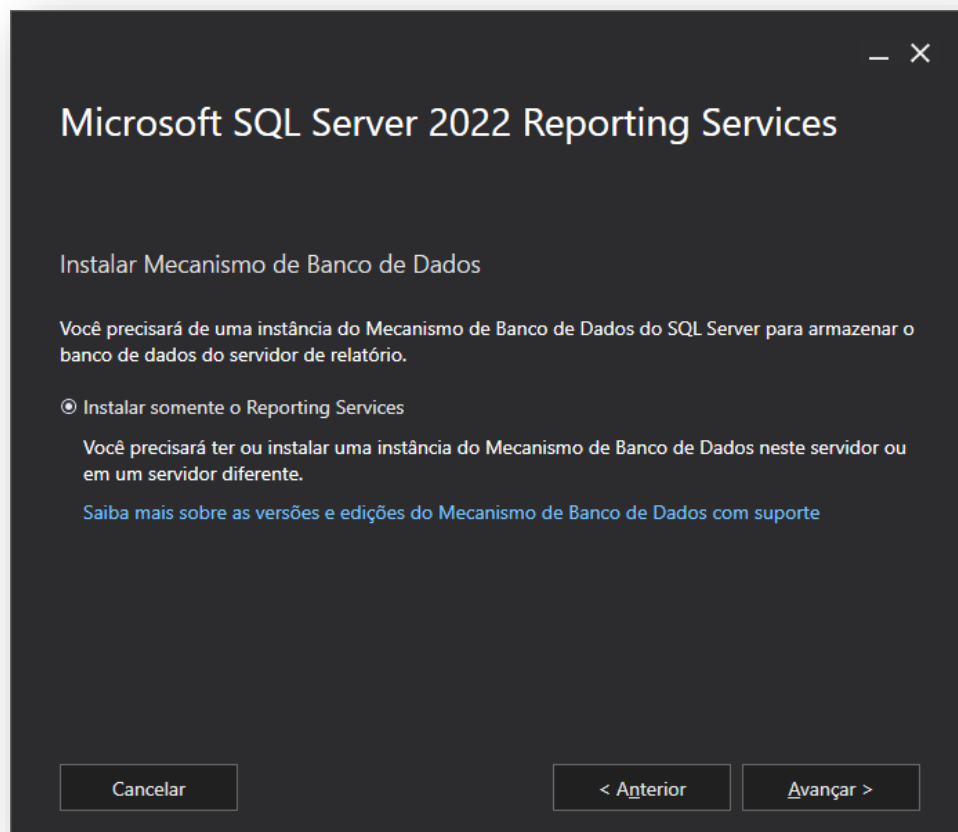 Microsoft SQL Server 2022 Reporting Services
Instalar Mecanismo de Banco de Dados
Você precisará de uma instância do Mecanismo de Banco de Dados do SQL Server para armazenar o
banco de dados do servidor de relatório.
Instalar somente o Reporting Services
Você precisará ter ou instalar uma instância do Mecanismo de Banco de Dados neste servidor ou
em um servidor diferente.
Saiba mais sobre as versões e edições do Mecanismo de Banco de Dados com suporte
Cancelar
< Anterior
Avançar >